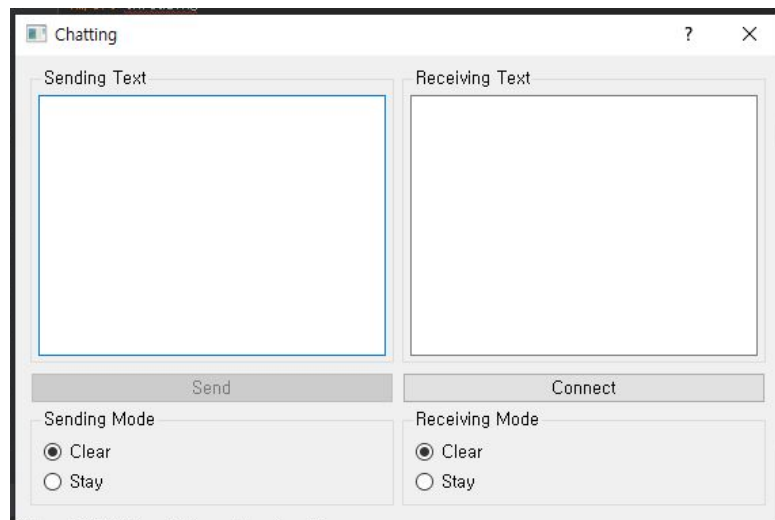 Chatting
Sending Text
Receiving Text
Send
Connect
Sending Mode
Receiving Mode
Clear
Clear
Stay
Stay